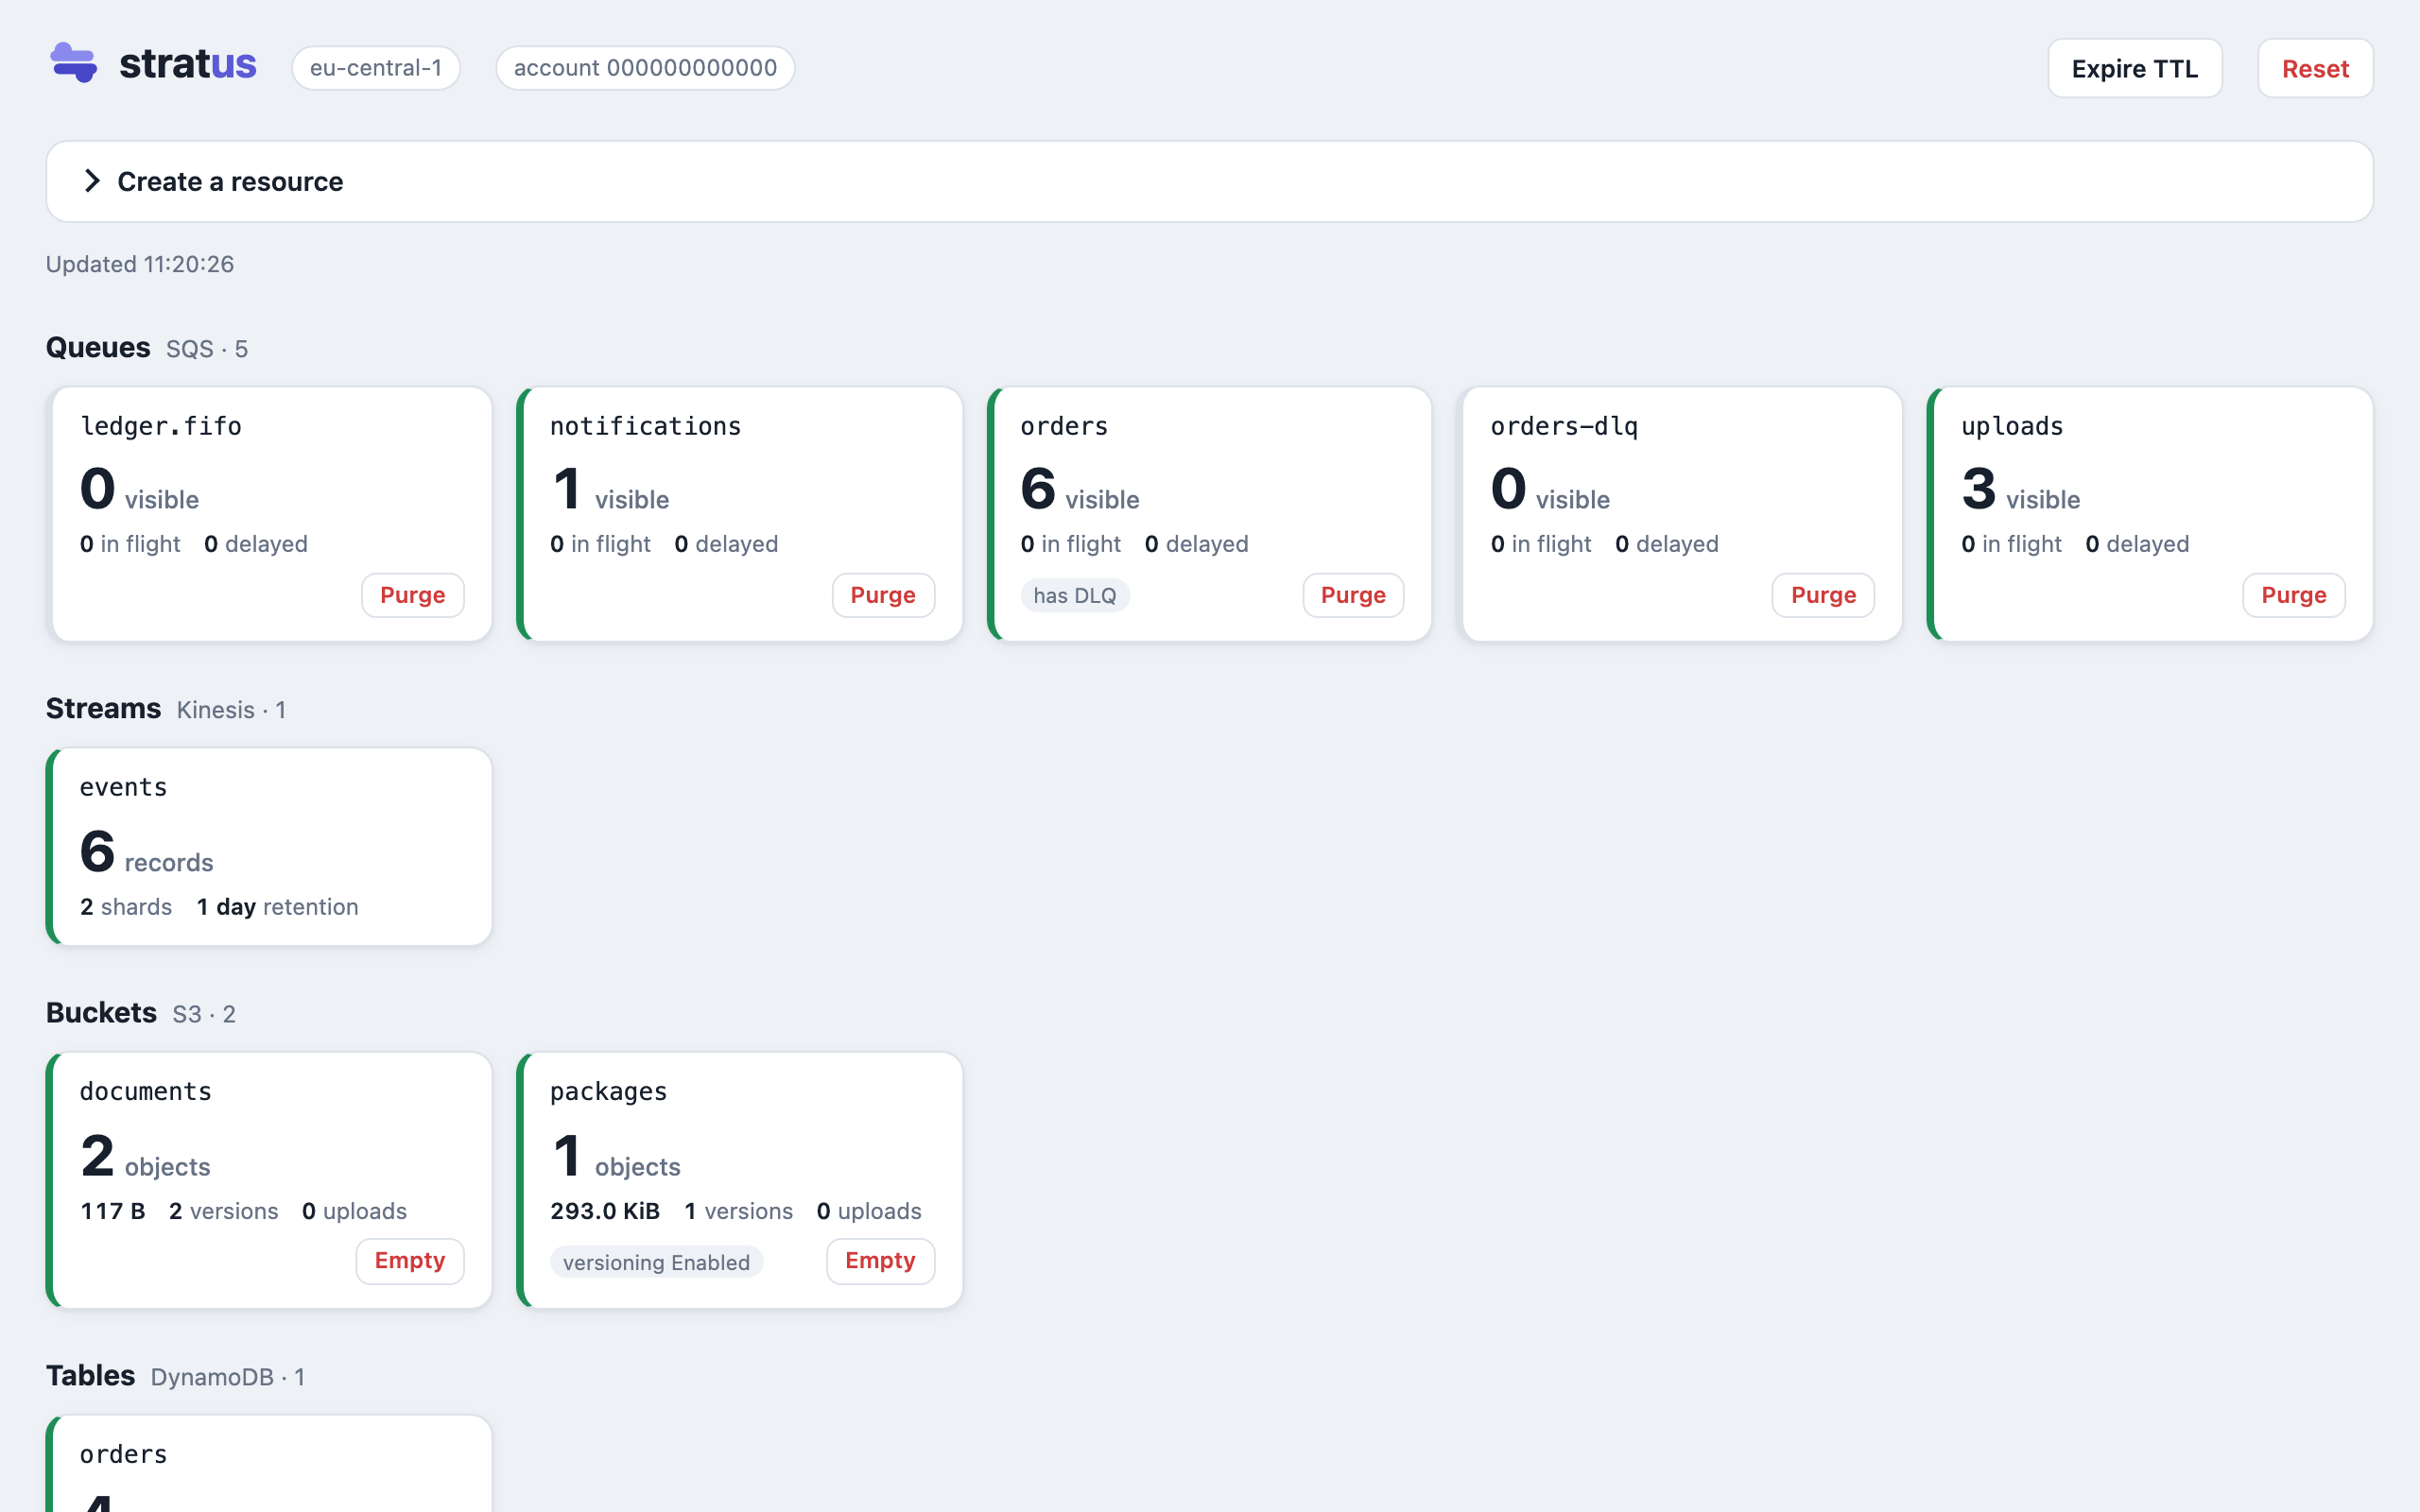 stratus eu-central-1 account 000000000000 Expire TTL Reset
Create a resource
Updated 11:20:26
Queues SQS · 5
ledger.fifo
0 visible
0 in flight 0 delayed
Purge
notifications
1 visible
0 in flight 0 delayed
Purge
orders
6 visible
0 in flight 0 delayed
has DLQ Purge
orders-dlq
0 visible
0 in flight 0 delayed
Purge
uploads
3 visible
0 in flight 0 delayed
Purge
Streams Kinesis · 1
events
6 records
2 shards 1 day retention
Buckets S3 · 2
documents
2 objects
117 B 2 versions 0 uploads
Empty
packages
1 objects
293.0 KiB 1 versions 0 uploads
versioning Enabled Empty
Tables DynamoDB · 1
orders